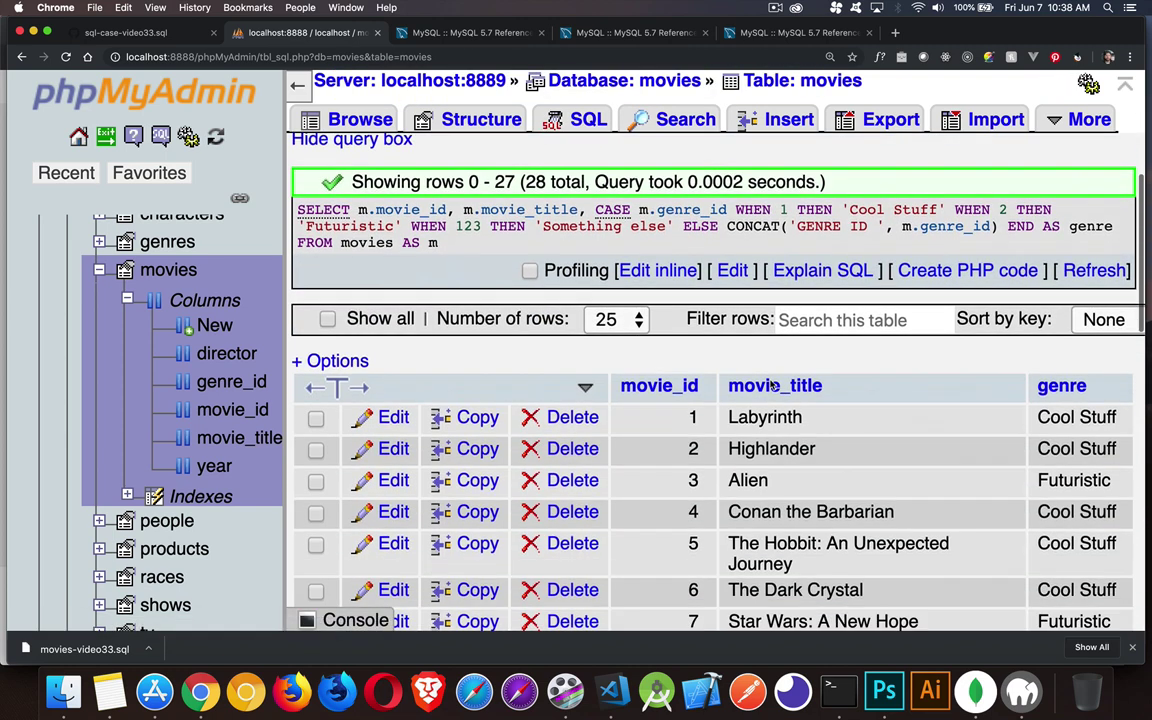 Chrome File Edit View History Bookmarks People Window Help 100% Fri Jun 7 10:38 AM
sql-case-video33.sql × localhost:8888 / localhost / mo × MySQL :: MySQL 5.7 Reference × MySQL :: MySQL 5.7 Reference × MySQL :: MySQL 5.7 Reference × +
localhost:8888/phpMyAdmin/tbl_sql.php?db=movies&table=movies
phpMyAdmin
Recent Favorites
characters
genres
movies
Columns
New
director
genre_id
movie_id
movie_title
year
Indexes
people
products
races
shows
Server: localhost:8889 » Database: movies » Table: movies
Browse Structure SQL Search Insert Export Import More
Hide query box
Showing rows 0 - 27 (28 total, Query took 0.0002 seconds.)
SELECT m.movie_id, m.movie_title, CASE m.genre_id WHEN 1 THEN 'Cool Stuff' WHEN 2 THEN
'Futuristic' WHEN 123 THEN 'Something else' ELSE CONCAT('GENRE ID ', m.genre_id) END AS genre
FROM movies AS m
Profiling [Edit inline] [ Edit ] [ Explain SQL ] [ Create PHP code ] [ Refresh]
Show all | Number of rows: 25 Filter rows: Search this table Sort by key: None
+ Options
←T→ movie_id movie_title genre
Edit Copy Delete 1 Labyrinth Cool Stuff
Edit Copy Delete 2 Highlander Cool Stuff
Edit Copy Delete 3 Alien Futuristic
Edit Copy Delete 4 Conan the Barbarian Cool Stuff
Edit Copy Delete 5 The Hobbit: An Unexpected Cool Stuff
Journey
Edit Copy Delete 6 The Dark Crystal Cool Stuff
Copy Delete 7 Star Wars: A New Hope Futuristic
Console
movies-video33.sql Show All
Ps Ai